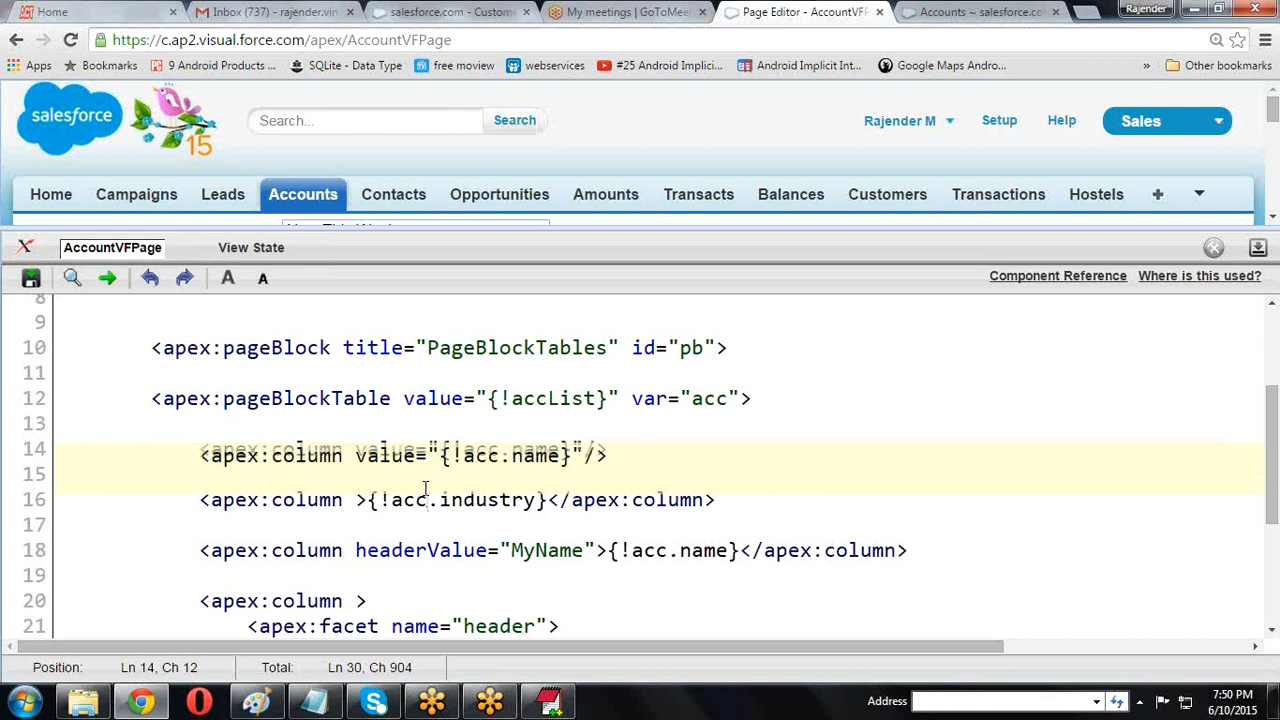 Home
Inbox (737) - rajender.vin
salesforce.com - Custome
My meetings | GoToMeet
Page Editor - AccountVFP
Accounts ~ salesforce.co
Rajender
https://c.ap2.visual.force.com/apex/AccountVFPage
Apps
Bookmarks
9 Android Products ...
SQLite - Data Type
free moview
webservices
#25 Android Implici...
Android Implicit Int...
Google Maps Andro...
»
Other bookmarks
salesforce
15
Search...
Search
Rajender M
Setup
Help
Sales
Home
Campaigns
Leads
Accounts
Contacts
Opportunities
Amounts
Transacts
Balances
Customers
Transactions
Hostels
+
AccountVFPage
View State
A
A
Component Reference
Where is this used?
8
9
10 <apex:pageBlock title="PageBlockTables" id="pb">
11
12 <apex:pageBlockTable value="{!accList}" var="acc">
13
14 <apex:column value="{!acc.name}"/>
15
16 <apex:column >{!acc.industry}</apex:column>
17
18 <apex:column headerValue="MyName">{!acc.name}</apex:column>
19
20 <apex:column >
21 <apex:facet name="header">
Position: Ln 14, Ch 12 Total: Ln 30, Ch 904
Address
7:50 PM
6/10/2015